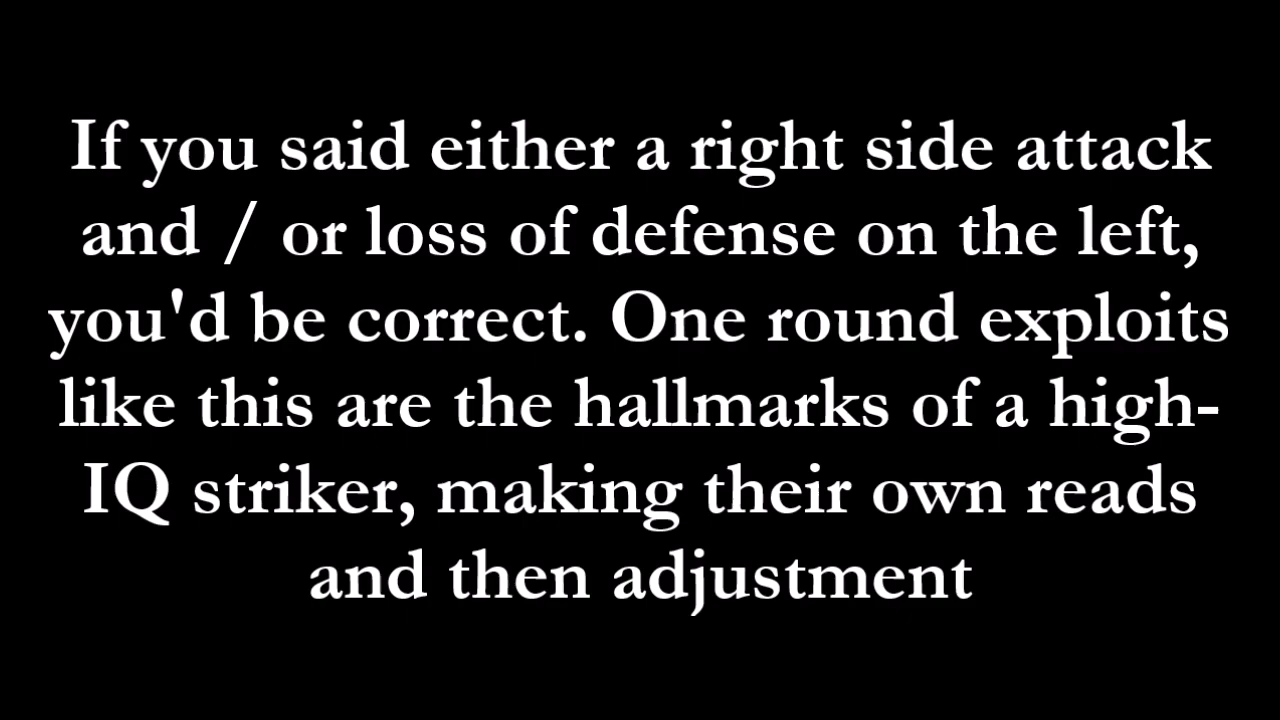 If you said either a right side attack
and / or loss of defense on the left,
you'd be correct. One round exploits
like this are the hallmarks of a high-
IQ striker, making their own reads
and then adjustment